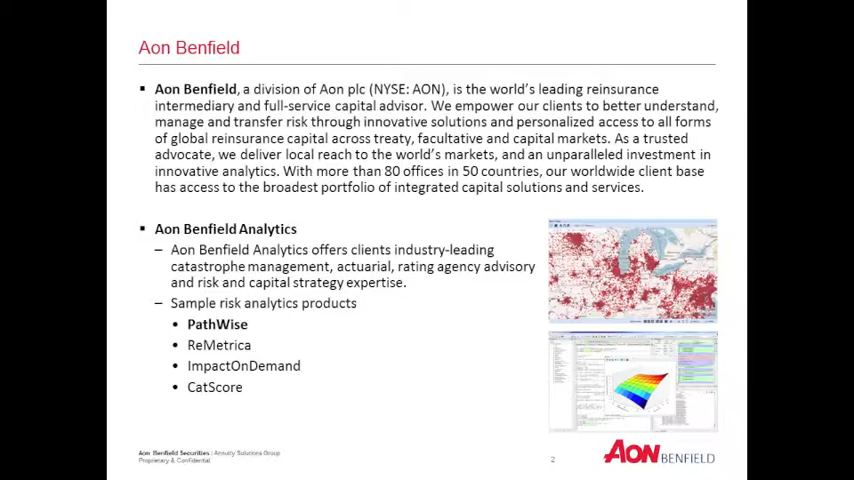 Aon Benfield
▪ Aon Benfield, a division of Aon plc (NYSE: AON), is the world's leading reinsurance
intermediary and full-service capital advisor. We empower our clients to better understand,
manage and transfer risk through innovative solutions and personalized access to all forms
of global reinsurance capital across treaty, facultative and capital markets. As a trusted
advocate, we deliver local reach to the world's markets, and an unparalleled investment in
innovative analytics. With more than 80 offices in 50 countries, our worldwide client base
has access to the broadest portfolio of integrated capital solutions and services.
▪ Aon Benfield Analytics
– Aon Benfield Analytics offers clients industry-leading
catastrophe management, actuarial, rating agency advisory
and risk and capital strategy expertise.
– Sample risk analytics products
• PathWise
• ReMetrica
• ImpactOnDemand
• CatScore
Aon Benfield Securities | Annuity Solutions Group
Proprietary & Confidential
2
AON BENFIELD